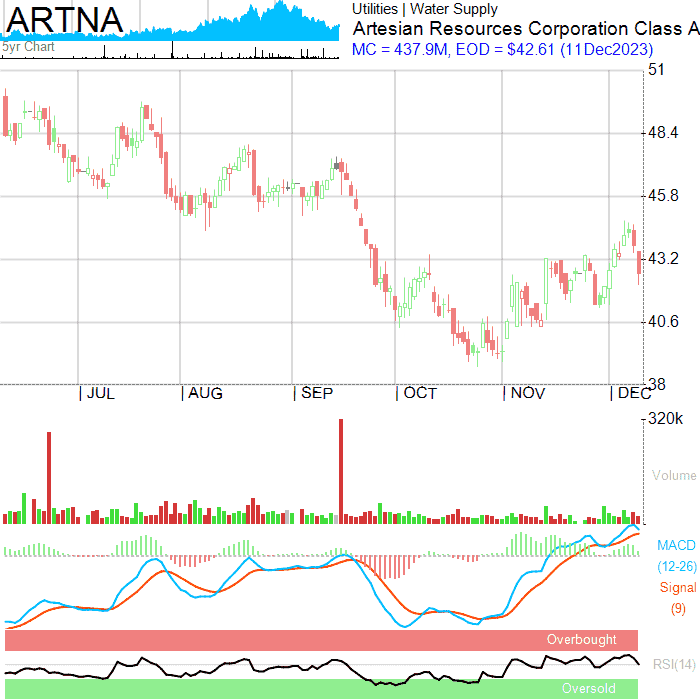 ARTNA
5yr Chart
Utilities | Water Supply
Artesian Resources Corporation Class A
MC = 437.9M, EOD = $42.61 (11Dec2023)
51
48.4
45.8
43.2
40.6
38
| JUL | AUG | SEP | OCT | NOV | DEC
320k
Volume
MACD
(12-26)
Signal
(9)
Overbought
RSI(14)
Oversold